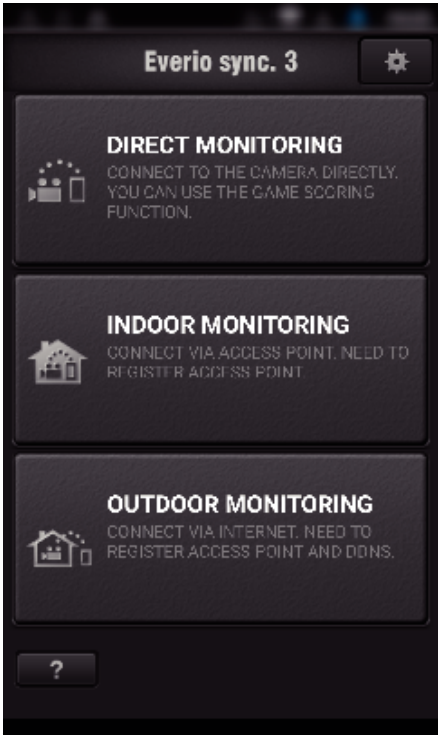 Everio sync. 3
DIRECT MONITORING
CONNECT TO THE CAMERA DIRECTLY.
YOU CAN USE THE GAME SCORING
FUNCTION.
INDOOR MONITORING
CONNECT VIA ACCESS POINT. NEED TO
REGISTER ACCESS POINT.
OUTDOOR MONITORING
CONNECT VIA INTERNET. NEED TO
REGISTER ACCESS POINT AND DDNS.
?